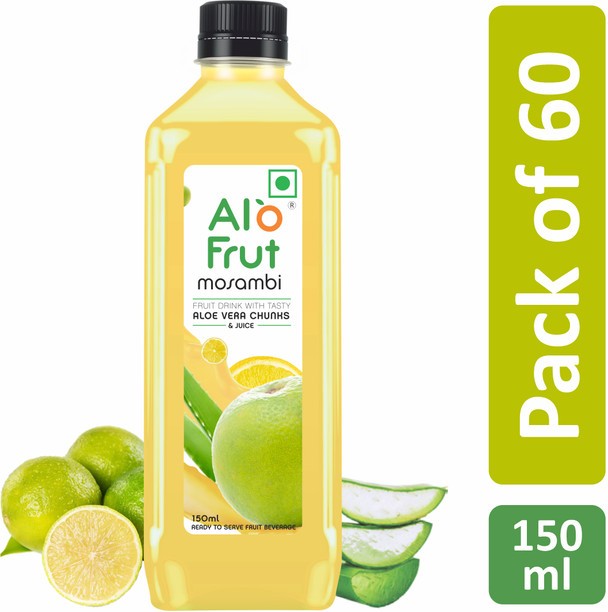 Alò
®
Frut
mosambi
FRUIT DRINK WITH TASTY
ALOE VERA CHUNKS
& JUICE
150ml
READY TO SERVE FRUIT BEVERAGE
Pack of 60
150
ml